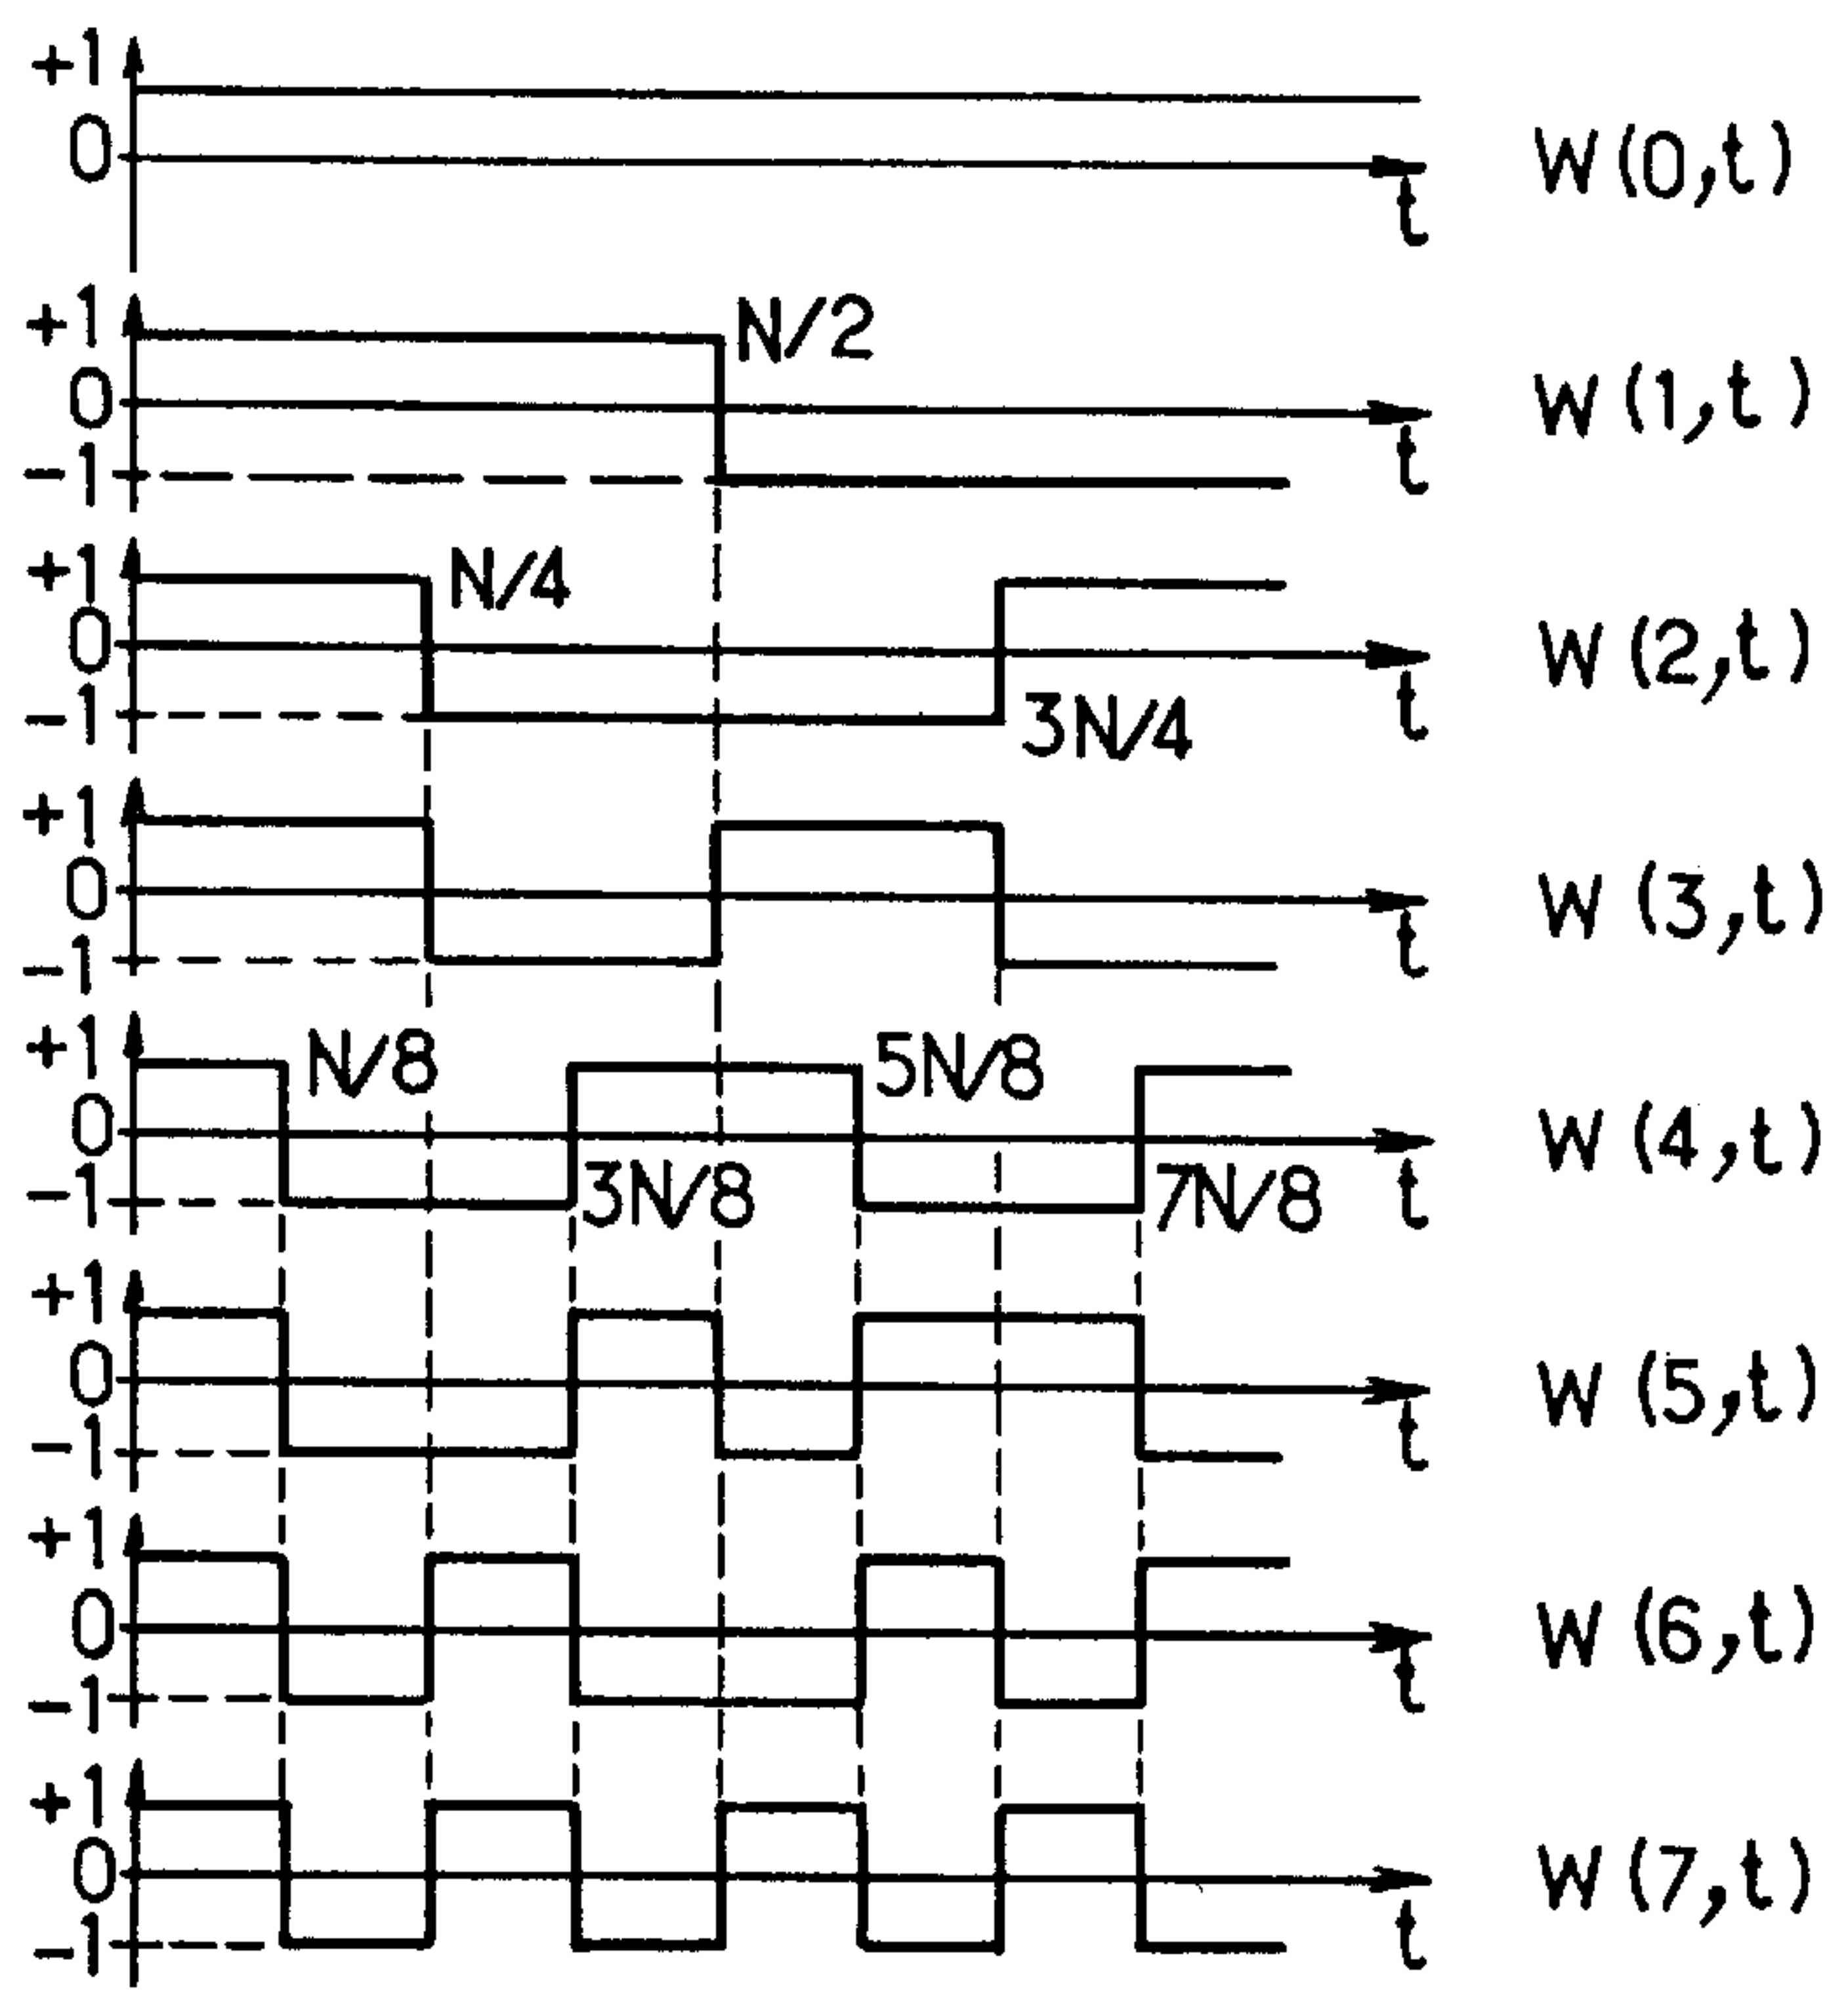 +1
0
t
W(0,t)
+1
N/2
0
-1
t
W(1,t)
+1
N/4
0
-1
3N/4
t
W(2,t)
+1
0
-1
t
W(3,t)
+1
N/8
5N/8
0
-1
3N/8
7N/8
t
W(4,t)
+1
0
-1
t
W(5,t)
+1
0
-1
t
W(6,t)
+1
0
-1
t
W(7,t)